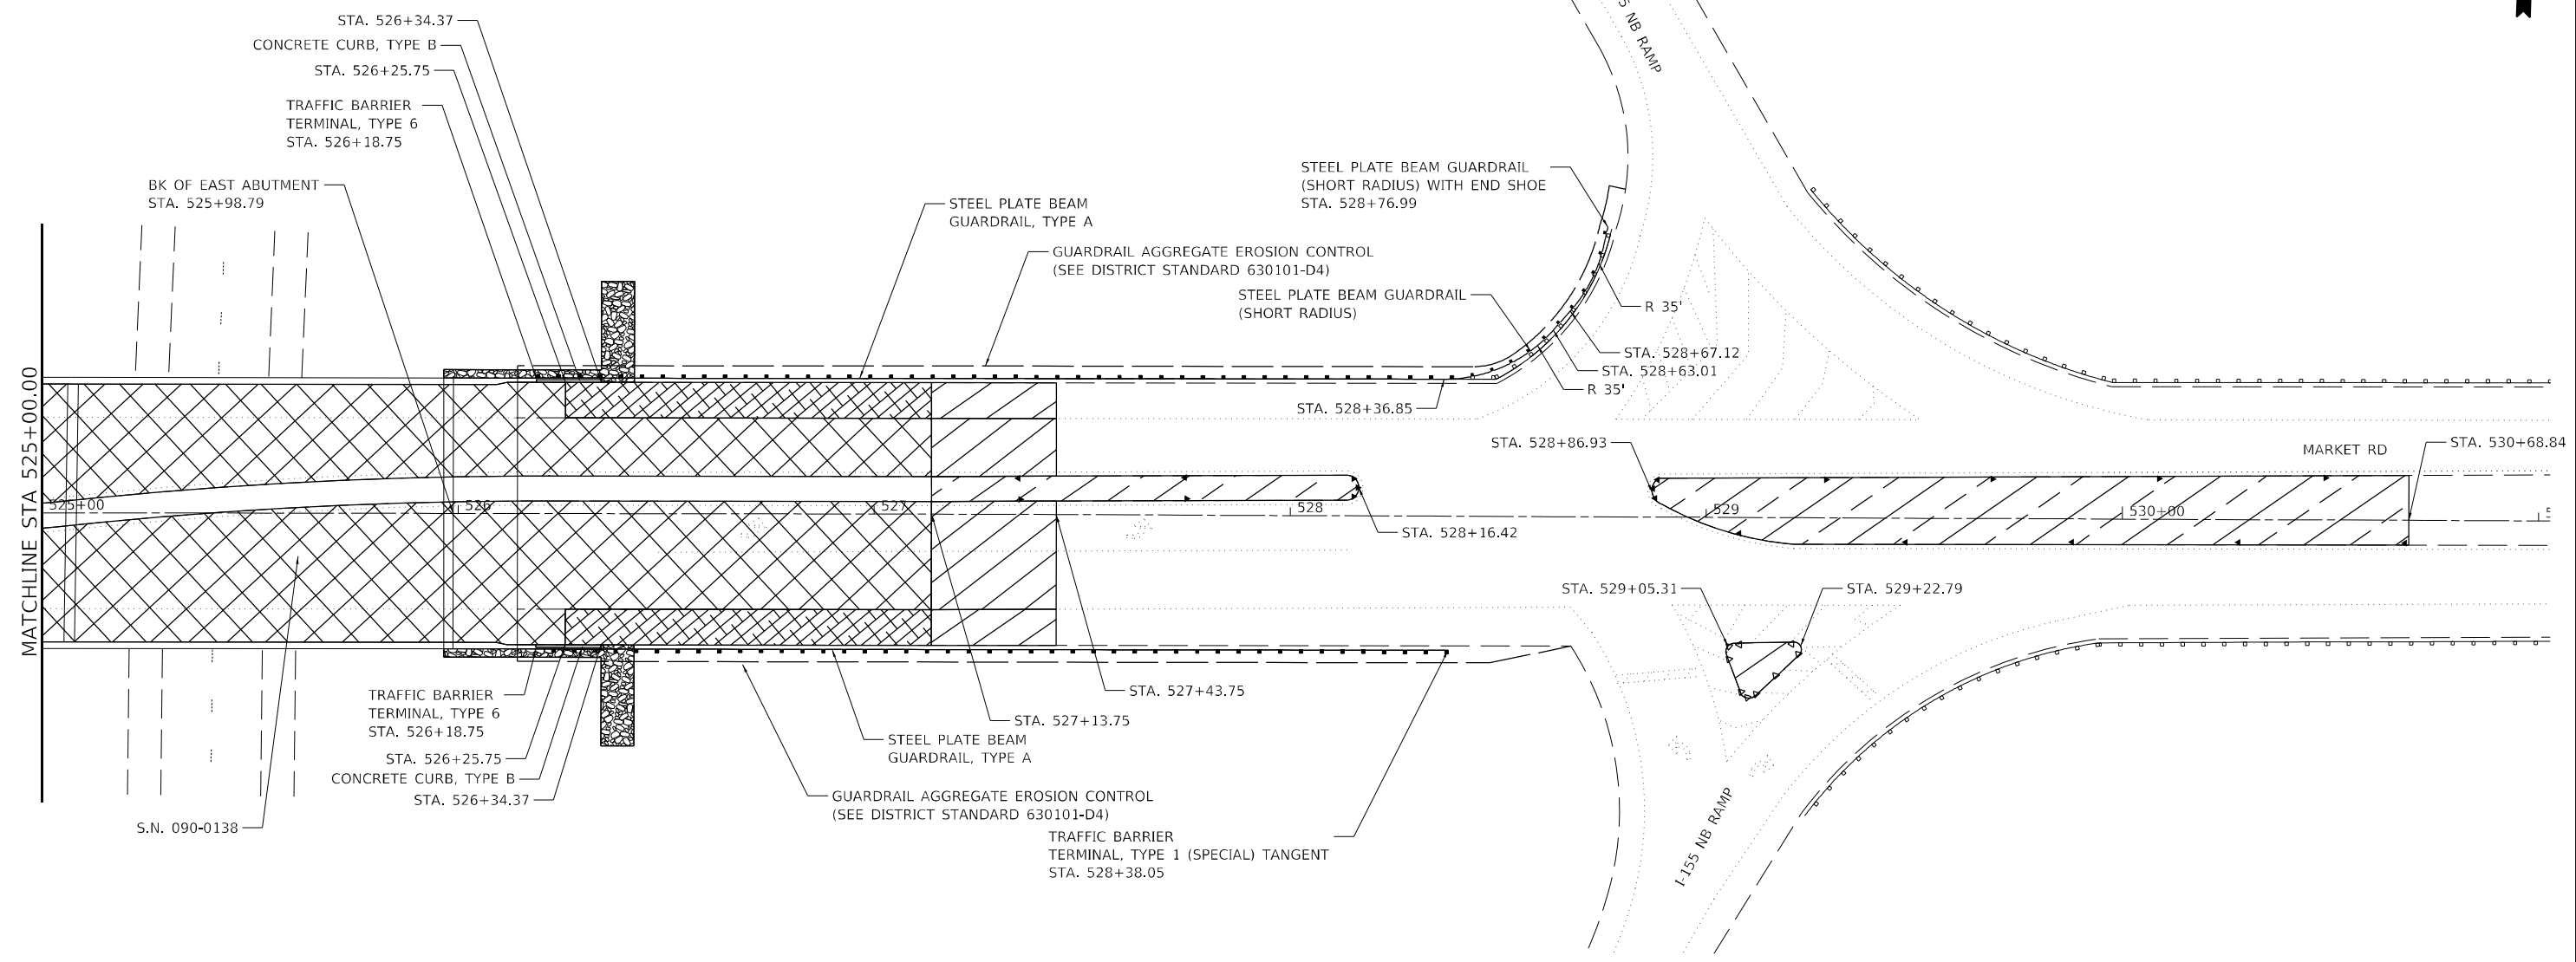 STA. 526+34.37
CONCRETE CURB, TYPE B
STA. 526+25.75
TRAFFIC BARRIER
TERMINAL, TYPE 6
STA. 526+18.75
BK OF EAST ABUTMENT
STA. 525+98.79
STEEL PLATE BEAM
GUARDRAIL, TYPE A
GUARDRAIL AGGREGATE EROSION CONTROL
(SEE DISTRICT STANDARD 630101-D4)
STEEL PLATE BEAM GUARDRAIL
(SHORT RADIUS) WITH END SHOE
STA. 528+76.99
STEEL PLATE BEAM GUARDRAIL
(SHORT RADIUS)
5 NB RAMP
R 35'
STA. 528+67.12
STA. 528+63.01
R 35'
STA. 528+36.85
STA. 528+86.93
MARKET RD
STA. 530+68.84
MATCHLINE STA 525+00.00
525+00
526
527
528
529
530+00
5
STA. 528+16.42
STA. 529+05.31
STA. 529+22.79
STA. 527+43.75
STA. 527+13.75
TRAFFIC BARRIER
TERMINAL, TYPE 6
STA. 526+18.75
STA. 526+25.75
CONCRETE CURB, TYPE B
STA. 526+34.37
STEEL PLATE BEAM
GUARDRAIL, TYPE A
GUARDRAIL AGGREGATE EROSION CONTROL
(SEE DISTRICT STANDARD 630101-D4)
S.N. 090-0138
TRAFFIC BARRIER
TERMINAL, TYPE 1 (SPECIAL) TANGENT
STA. 528+38.05
I-155 NB RAMP